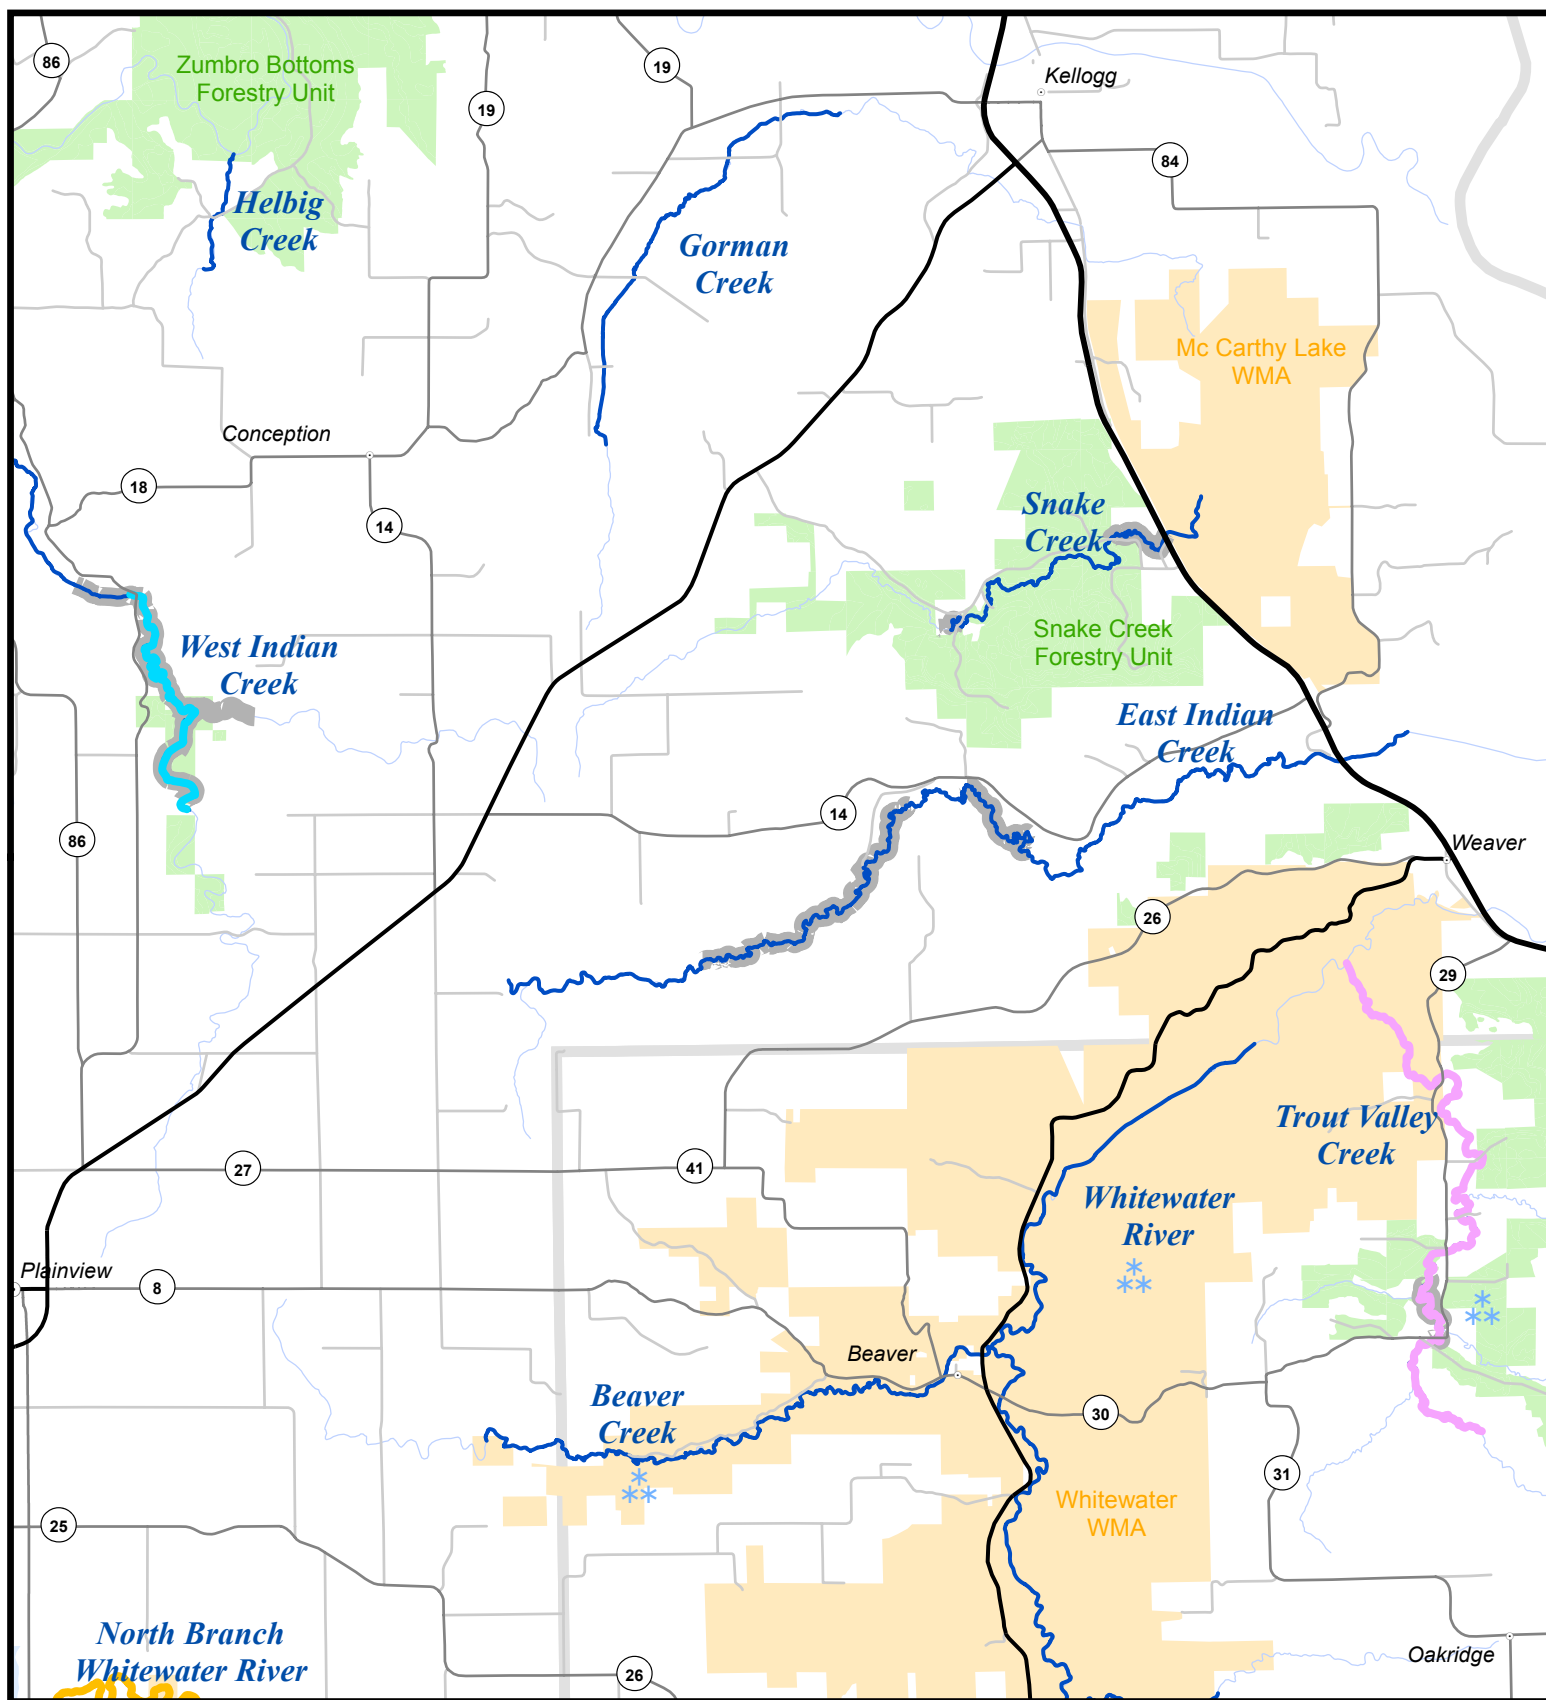 86
Zumbro Bottoms
Forestry Unit
19
19
Kellogg
84
Helbig
Creek
Gorman
Creek
Mc Carthy Lake
WMA
Conception
18
14
Snake
Creek
West Indian
Creek
Snake Creek
Forestry Unit
East Indian
Creek
86
14
Weaver
26
29
Trout Valley
Creek
27
41
Whitewater
River
***
Plainview
8
***
Beaver
Beaver
Creek
30
***
31
Whitewater
WMA
25
North Branch
Whitewater River
26
Oakridge